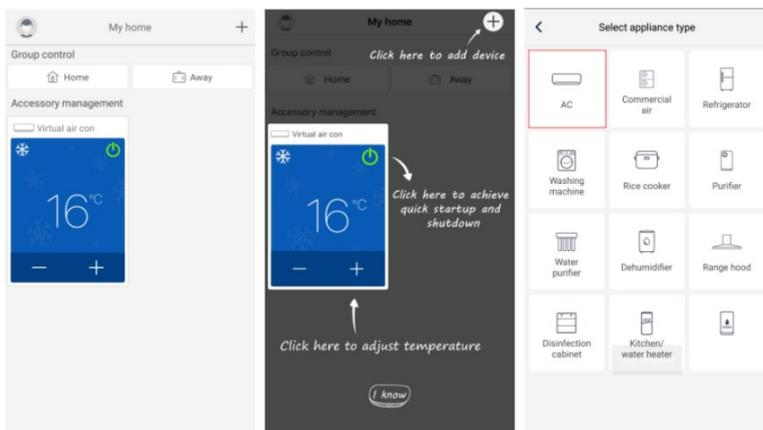 My home
+
Group control
Home
Away
Accessory management
Virtual air con
16°C
− +
My home
+
Click here to add device
Group control
Home
Away
Accessory management
Virtual air con
16°C
− +
Click here to achieve
quick startup and
shutdown
Click here to adjust temperature
I know
Select appliance type
AC
Commercial
air
Refrigerator
Washing
machine
Rice cooker
Purifier
Water
purifier
Dehumidifier
Range hood
Disinfection
cabinet
Kitchen/
water heater